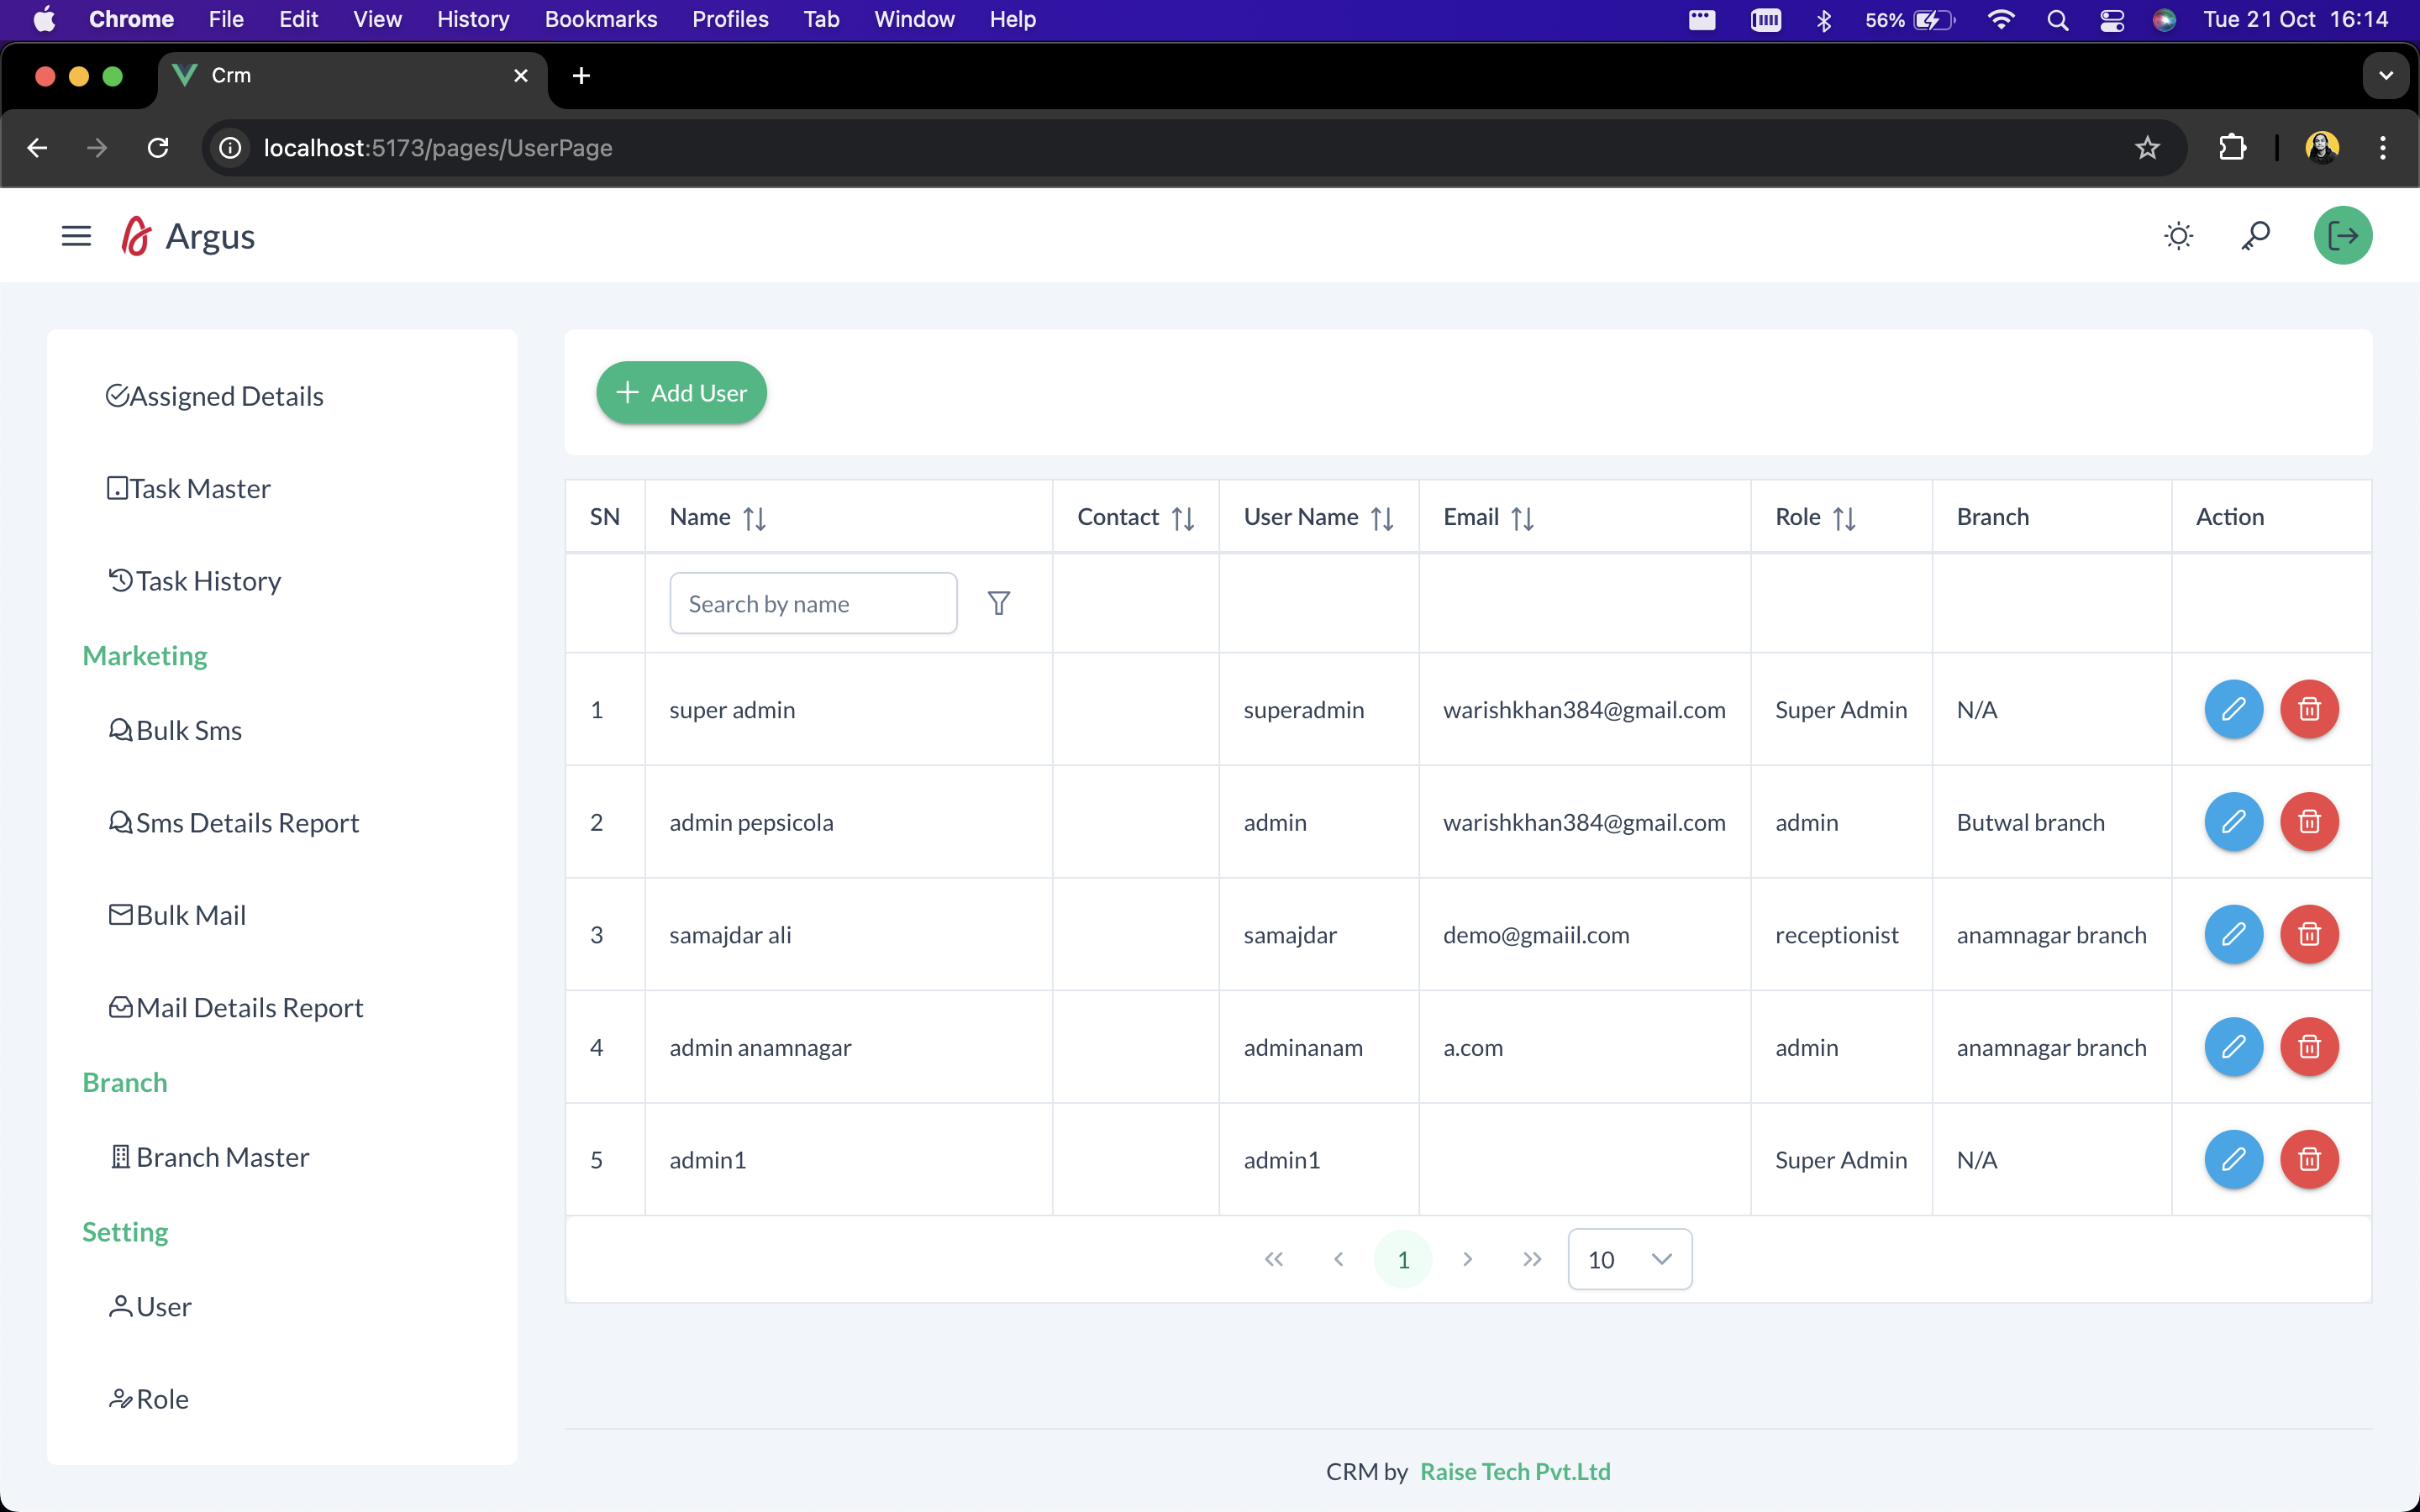 Chrome File Edit View History Bookmarks Profiles Tab Window Help 56% Tue 21 Oct 16:14
Crm
localhost:5173/pages/UserPage
Argus
Assigned Details
Task Master
Task History
Marketing
Bulk Sms
Sms Details Report
Bulk Mail
Mail Details Report
Branch
Branch Master
Setting
User
Role
Add User
SN Name Contact User Name Email Role Branch Action
Search by name
1 super admin superadmin warishkhan384@gmail.com Super Admin N/A
2 admin pepsicola admin warishkhan384@gmail.com admin Butwal branch
3 samajdar ali samajdar demo@gmaiil.com receptionist anamnagar branch
4 admin anamnagar adminanam a.com admin anamnagar branch
5 admin1 admin1 Super Admin N/A
1 10
CRM by Raise Tech Pvt.Ltd